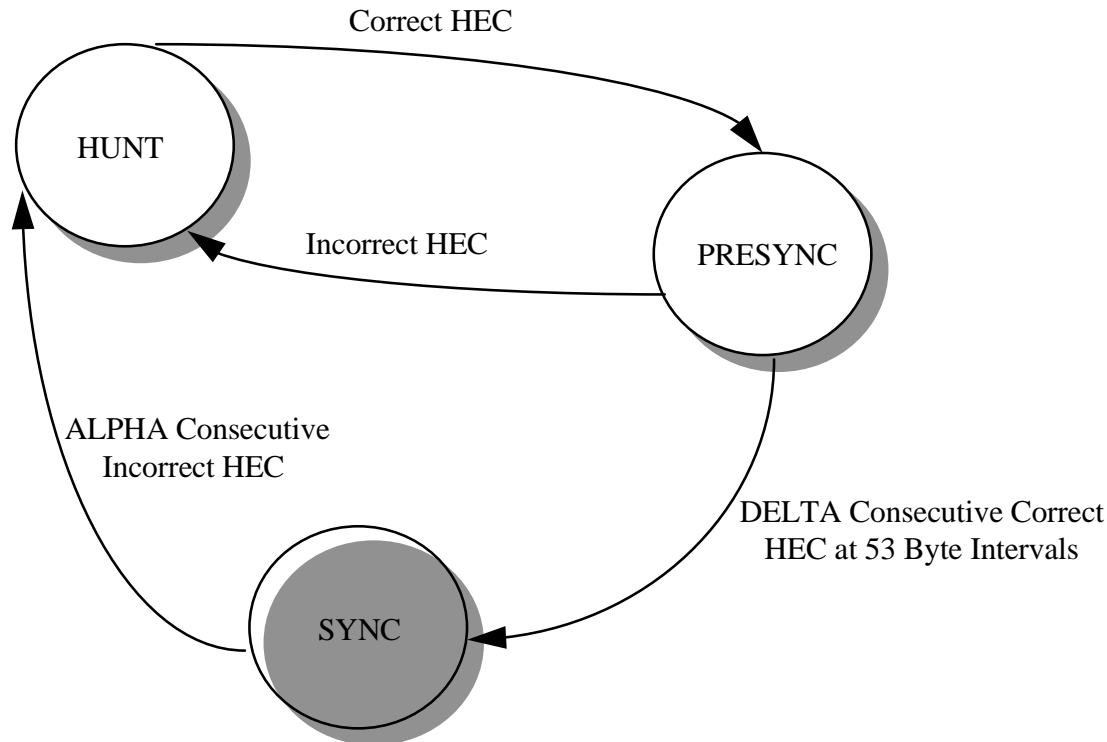 Correct HEC
HUNT
Incorrect HEC
PRESYNC
ALPHA Consecutive
Incorrect HEC
DELTA Consecutive Correct
HEC at 53 Byte Intervals
SYNC